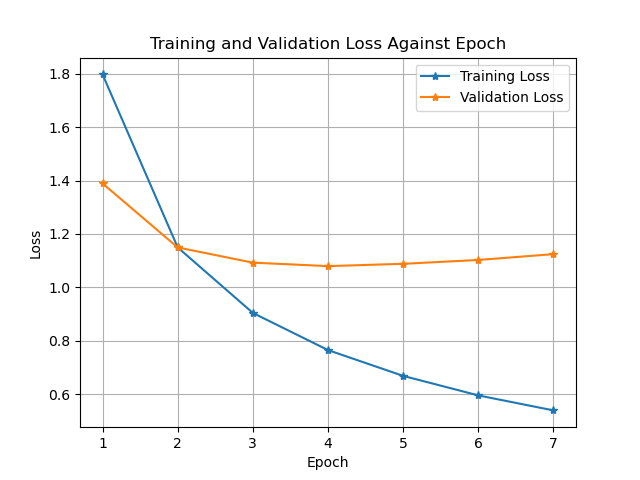 Training and Validation Loss Against Epoch
Training Loss
Validation Loss
Loss
1.8
1.6
1.4
1.2
1.0
0.8
0.6
1 2 3 4 5 6 7
Epoch